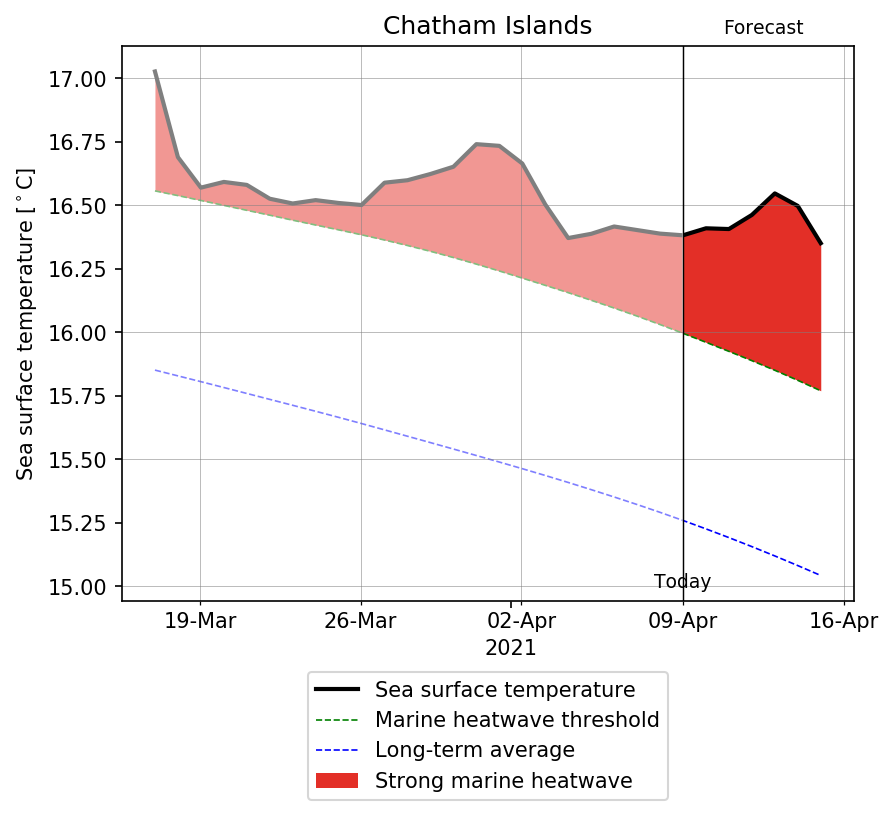 Chatham Islands
Forecast
Sea surface temperature [°C]
17.00
16.75
16.50
16.25
16.00
15.75
15.50
15.25
15.00
Today
19-Mar
26-Mar
02-Apr
09-Apr
16-Apr
2021
Sea surface temperature
Marine heatwave threshold
Long-term average
Strong marine heatwave